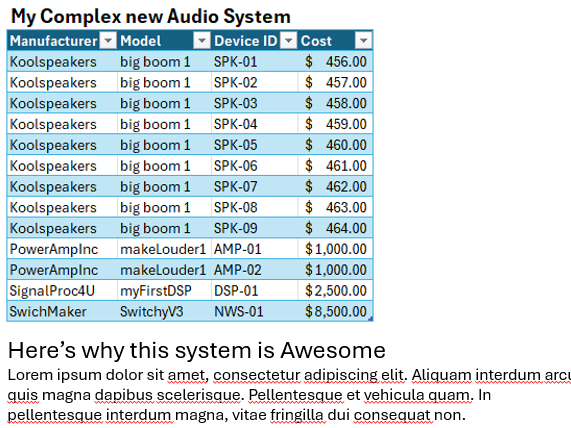 My Complex new Audio System
Manufacturer Model Device ID Cost
Koolspeakers big boom 1 SPK-01 $ 456.00
Koolspeakers big boom 1 SPK-02 $ 457.00
Koolspeakers big boom 1 SPK-03 $ 458.00
Koolspeakers big boom 1 SPK-04 $ 459.00
Koolspeakers big boom 1 SPK-05 $ 460.00
Koolspeakers big boom 1 SPK-06 $ 461.00
Koolspeakers big boom 1 SPK-07 $ 462.00
Koolspeakers big boom 1 SPK-08 $ 463.00
Koolspeakers big boom 1 SPK-09 $ 464.00
PowerAmpInc makeLouder1 AMP-01 $1,000.00
PowerAmpInc makeLouder1 AMP-02 $1,000.00
SignalProc4U myFirstDSP DSP-01 $2,500.00
SwichMaker SwitchyV3 NWS-01 $8,500.00
Here's why this system is Awesome
Lorem ipsum dolor sit amet, consectetur adipiscing elit. Aliquam interdum arcu
quis magna dapibus scelerisque. Pellentesque et vehicula quam. In
pellentesque interdum magna, vitae fringilla dui consequat non.